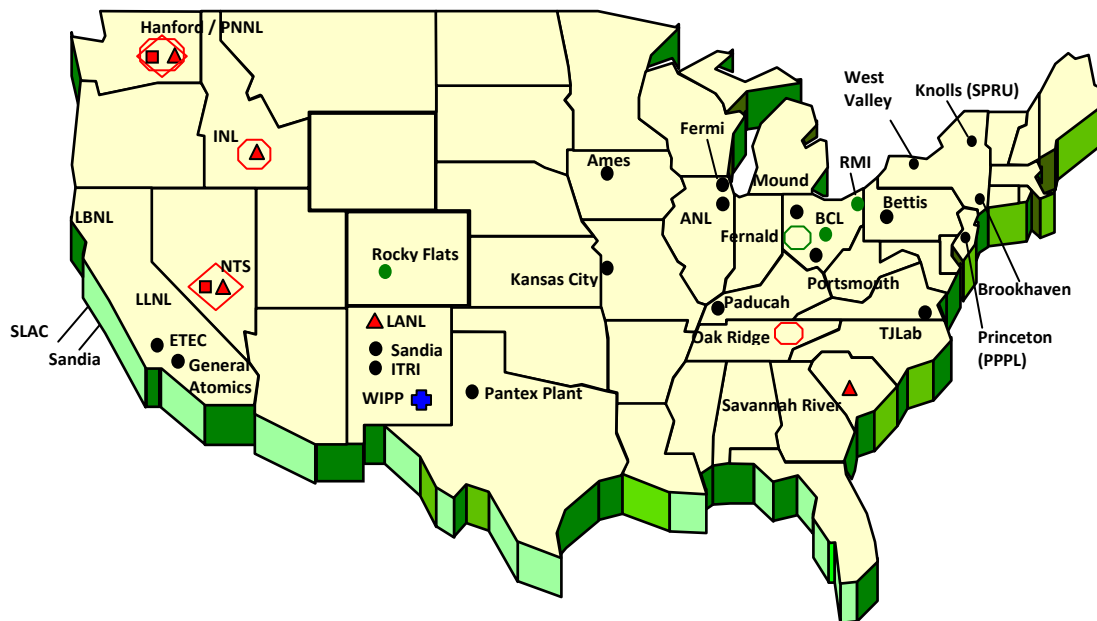 Hanford / PNNL
West
Valley
Knolls (SPRU)
INL
Fermi
Ames
RMI
Mound
LBNL
ANL
BCL
Bettis
Fernald
Rocky Flats
NTS
Kansas City
Portsmouth
Brookhaven
LLNL
Paducah
SLAC
Sandia
ETEC
General
Atomics
LANL
Sandia
ITRI
WIPP
Oak Ridge
TJLab
Princeton
(PPPL)
Pantex Plant
Savannah River